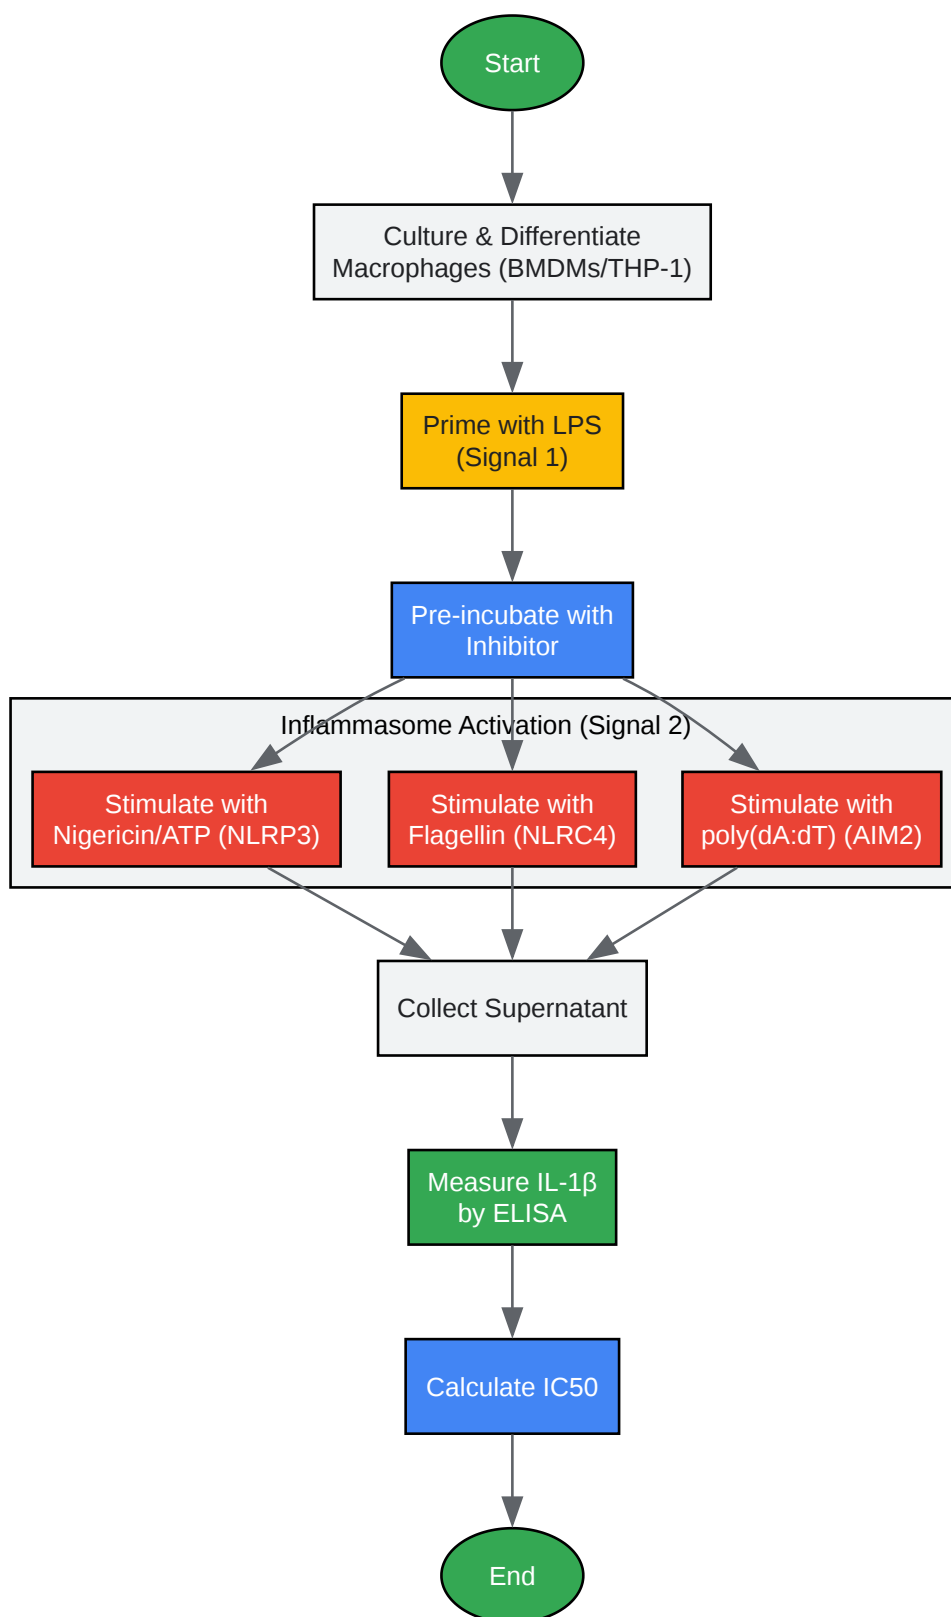 Start
Culture & Differentiate
Macrophages (BMDMs/THP-1)
Prime with LPS
(Signal 1)
Pre-incubate with
Inhibitor
Inflammasome Activation (Signal 2)
Stimulate with
Nigericin/ATP (NLRP3)
Stimulate with
Flagellin (NLRC4)
Stimulate with
poly(dA:dT) (AIM2)
Collect Supernatant
Measure IL-1β
by ELISA
Calculate IC50
End